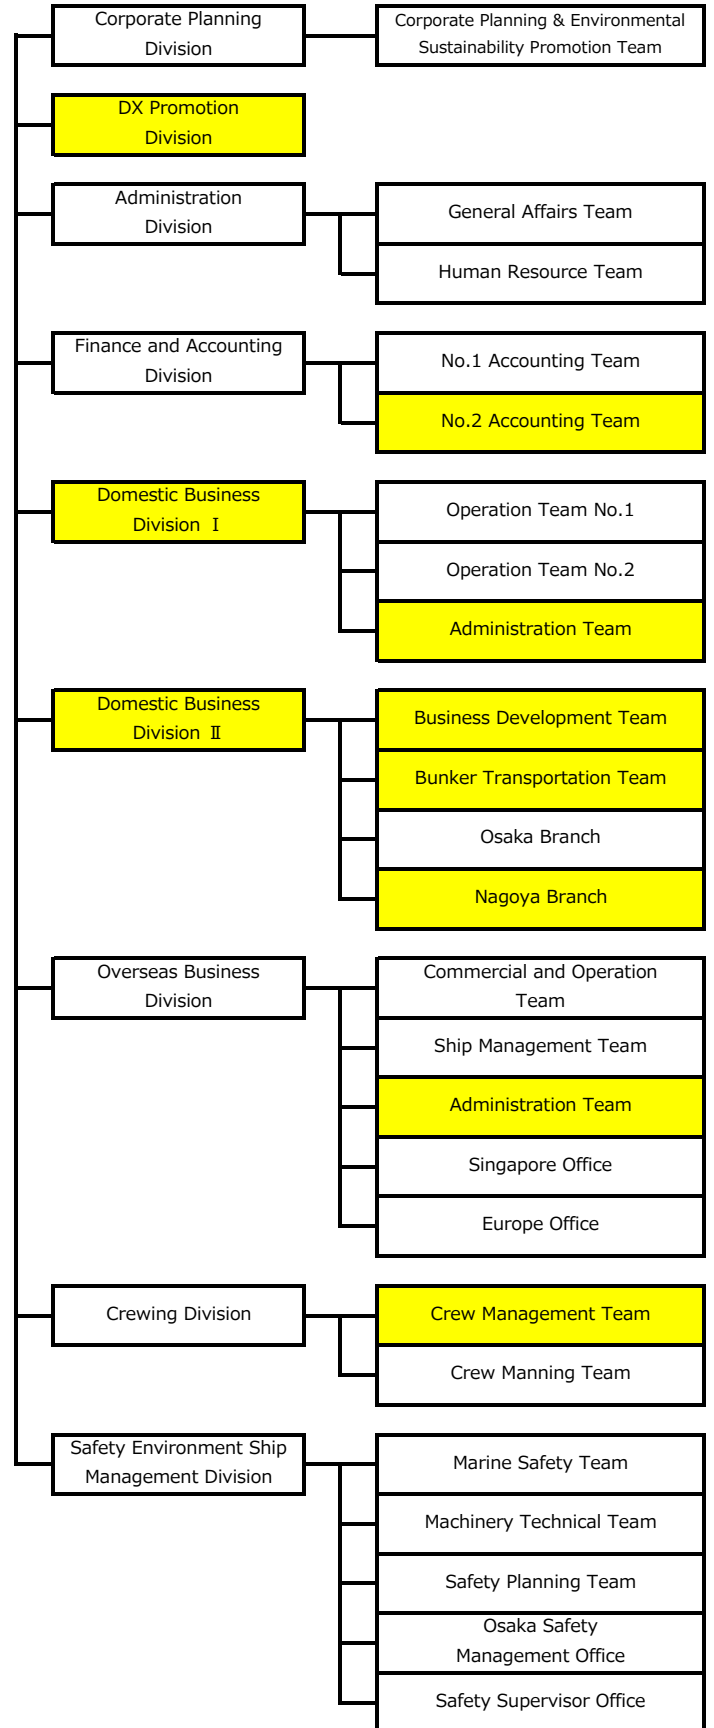 Corporate Planning
Division
Corporate Planning & Environmental
Sustainability Promotion Team
DX Promotion
Division
Administration
Division
General Affairs Team
Human Resource Team
Finance and Accounting
Division
No.1 Accounting Team
No.2 Accounting Team
Domestic Business
Division Ⅰ
Operation Team No.1
Operation Team No.2
Administration Team
Domestic Business
Division Ⅱ
Business Development Team
Bunker Transportation Team
Osaka Branch
Nagoya Branch
Overseas Business
Division
Commercial and Operation
Team
Ship Management Team
Administration Team
Singapore Office
Europe Office
Crewing Division
Crew Management Team
Crew Manning Team
Safety Environment Ship
Management Division
Marine Safety Team
Machinery Technical Team
Safety Planning Team
Osaka Safety
Management Office
Safety Supervisor Office